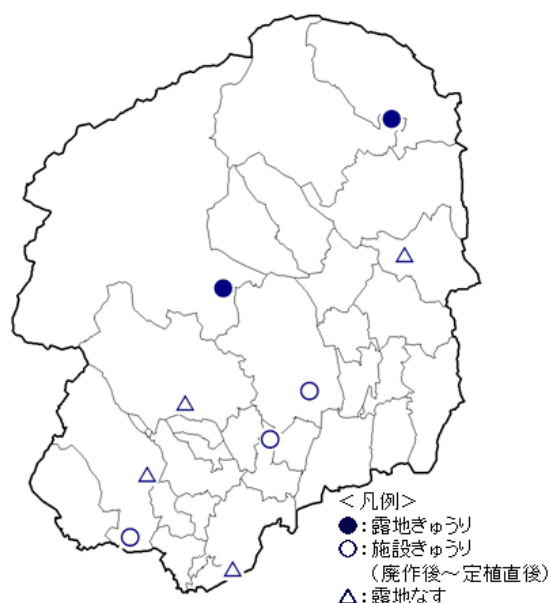 ＜凡例＞
●：露地きゅうり
○：施設きゅうり
（廃作後～定植直後）
△：露地なす